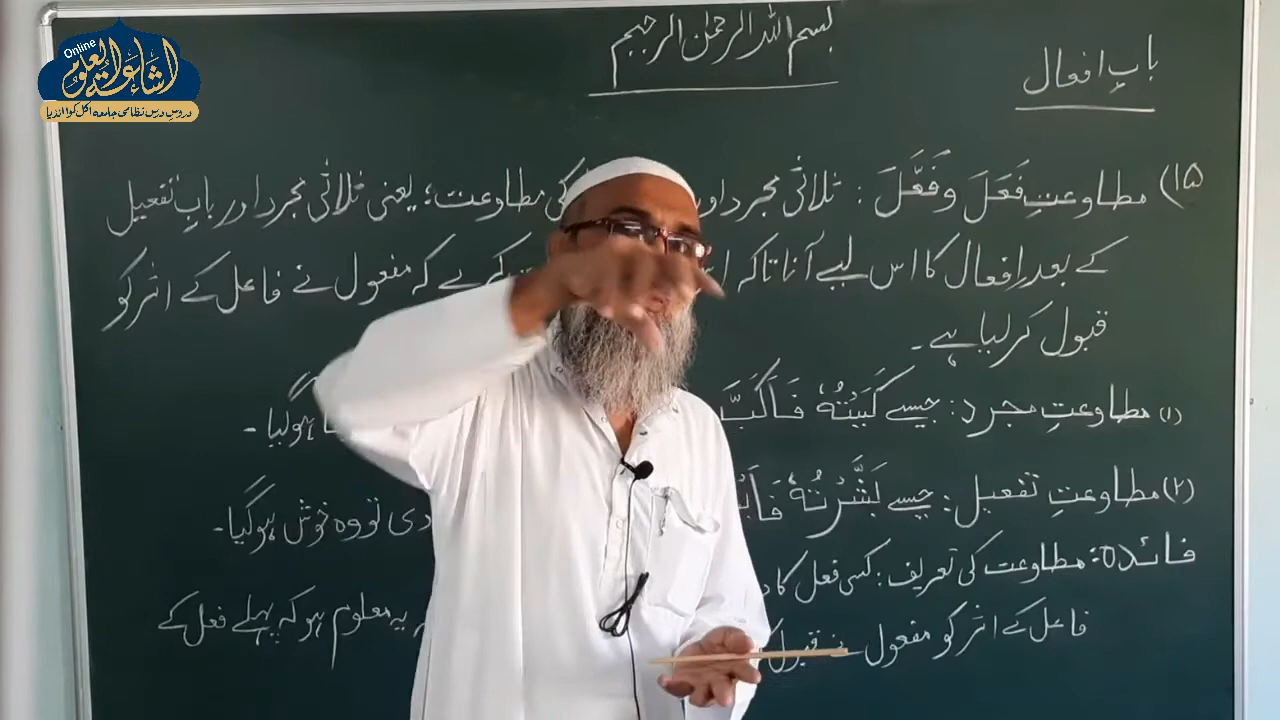 Online
اشاعۃ العلوم
دروسِ درس نظامی جامعہ اکل کوا انڈیا
بسم اللہ الرحمٰن الرحیم
بابِ افعال
۱۵) مطاوعتِ فَعَلَ وفَعَّلَ : ثلاثی مجرد اور کی مطاوعت؛ یعنی ثلاثی مجرد اور بابِ تفعیل
کے بعد اِفعال کا اس لیے آنا تاکہ کرے کہ مفعول نے فاعل کے اثر کو
قبول کرلیا ہے۔
(۱) مطاوعتِ مجرد : جیسے کَبَبْتُہٗ فَاَکَبَّ ہوگیا۔
(۲) مطاوعتِ تفعیل : جیسے بَشَّرْتُہٗ دی تو وہ خوش ہوگیا۔
فائدہ : مطاوعت کی تعریف : کسی فعل کا یہ معلوم ہو کہ پہلے فعل کے
فاعل کے اثر کو مفعول نے قبول